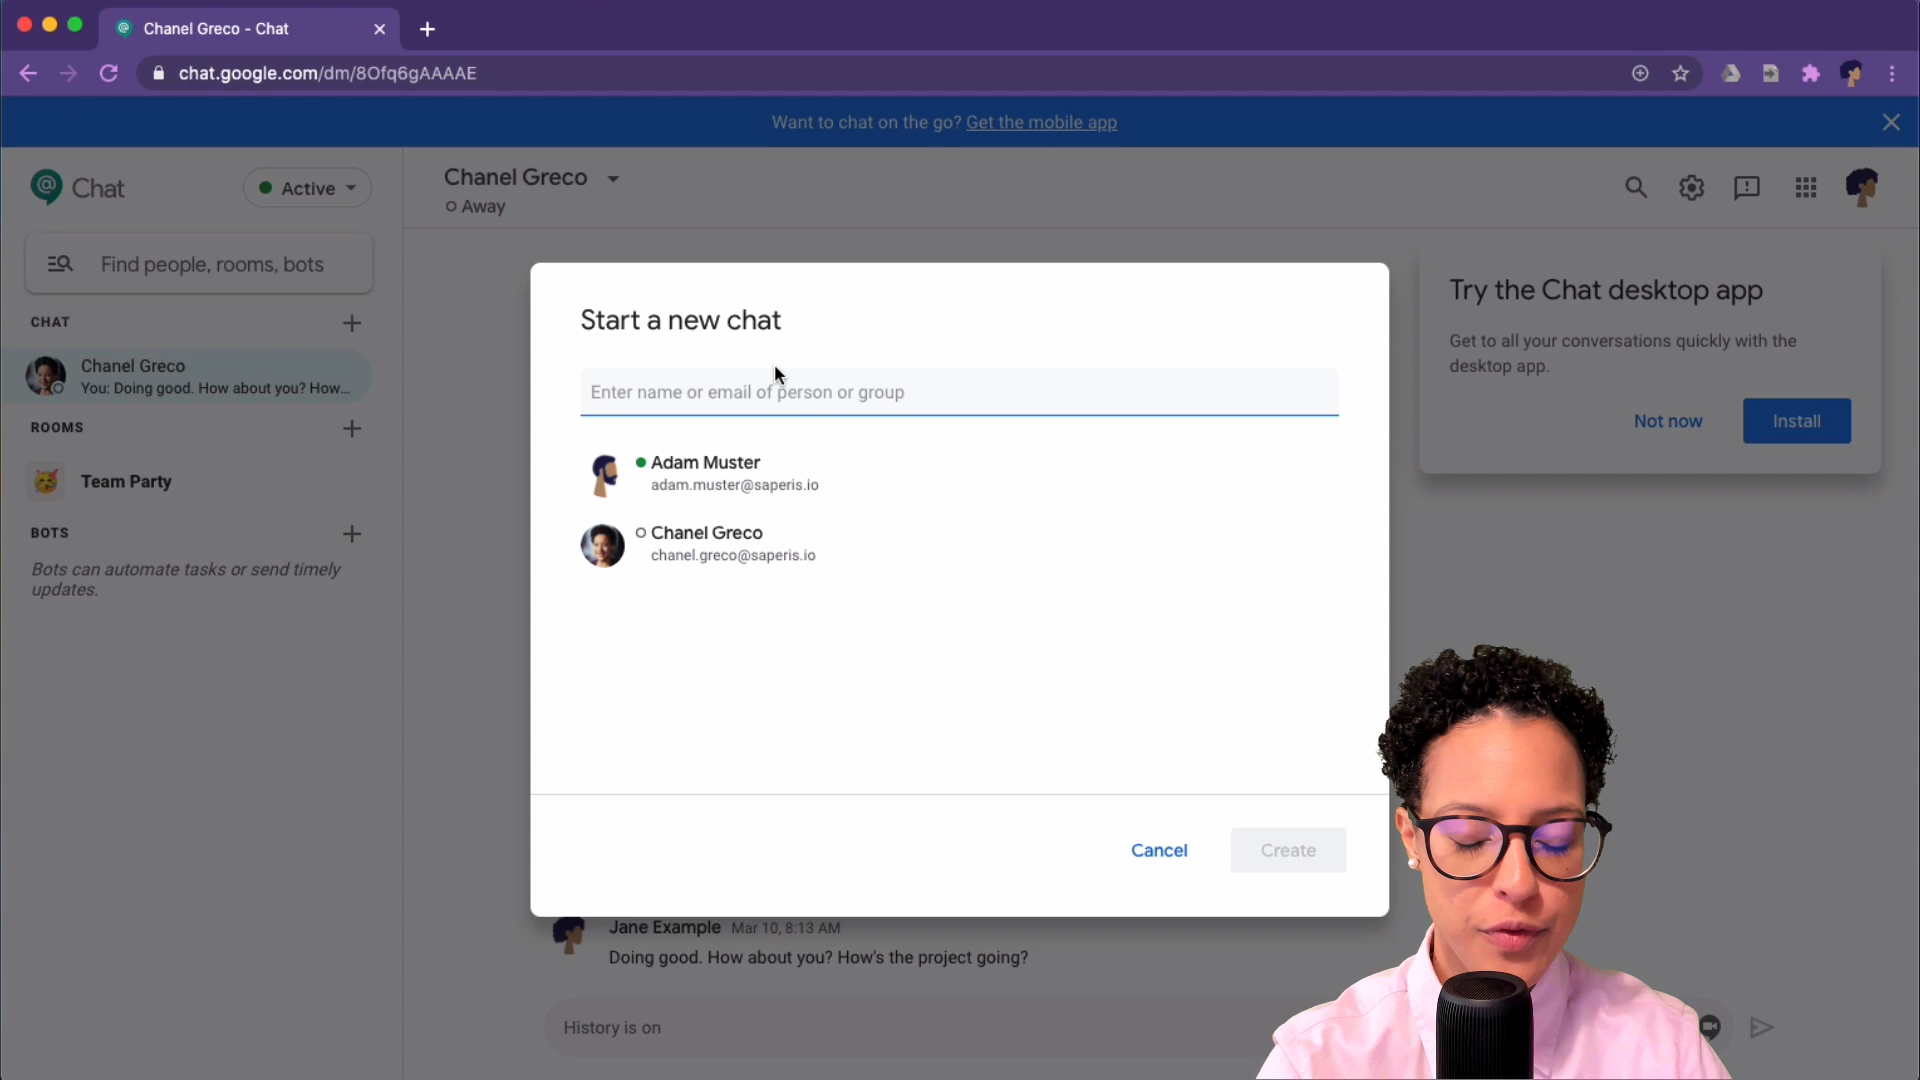 Chanel Greco - Chat
chat.google.com/dm/8Ofq6gAAAAE
Want to chat on the go? Get the mobile app
Chat
Active
Chanel Greco
Away
Find people, rooms, bots
CHAT
Chanel Greco
You: Doing good. How about you? How...
ROOMS
Team Party
BOTS
Bots can automate tasks or send timely
updates.
Start a new chat
Enter name or email of person or group
Adam Muster
adam.muster@saperis.io
Chanel Greco
chanel.greco@saperis.io
Cancel
Create
Try the Chat desktop app
Get to all your conversations quickly with the
desktop app.
Not now
Install
Jane Example Mar 10, 8:13 AM
Doing good. How about you? How's the project going?
History is on